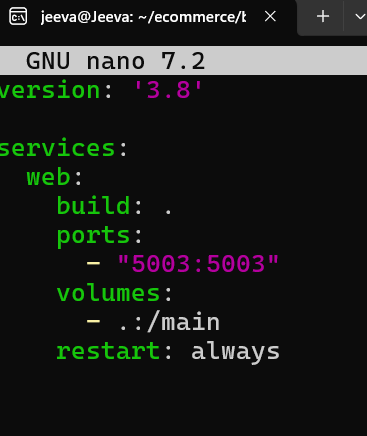 jeeva@Jeeva: ~/ecommerce/b
GNU nano 7.2
version: '3.8'
services:
web:
build: .
ports:
- "5003:5003"
volumes:
- .:/main
restart: always